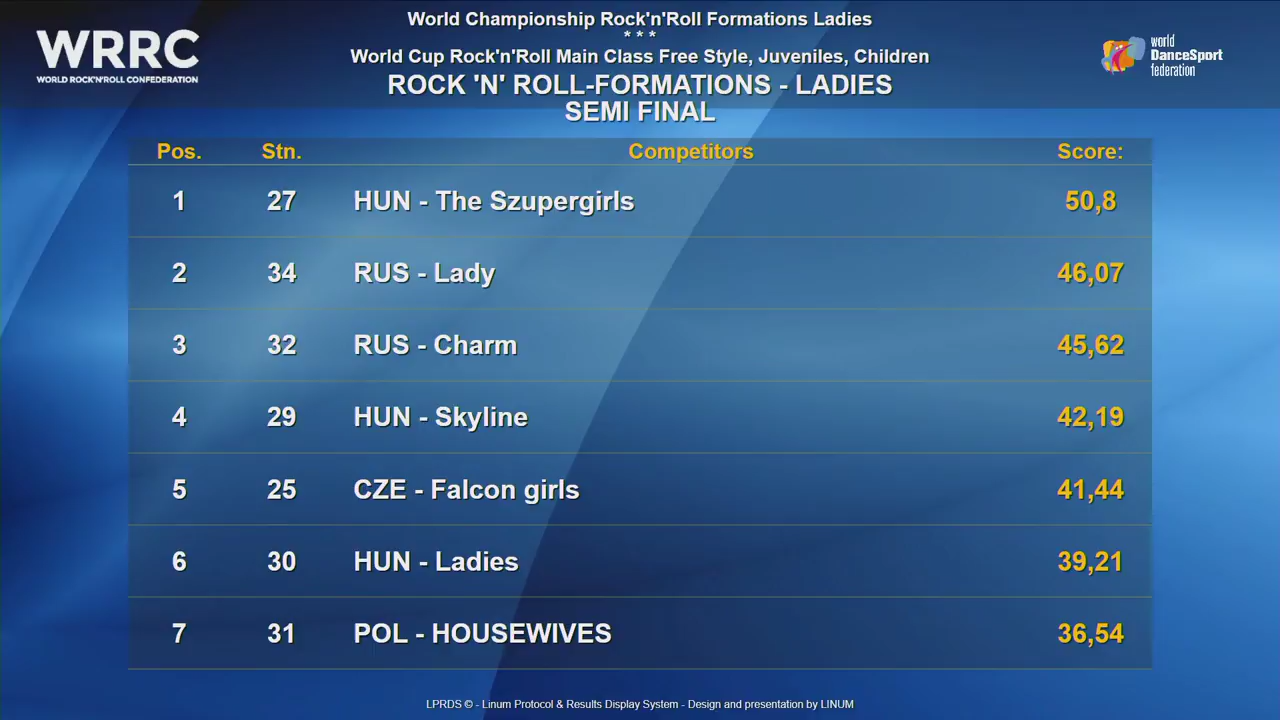 World Championship Rock'n'Roll Formations Ladies
* * *
World Cup Rock'n'Roll Main Class Free Style, Juveniles, Children
ROCK 'N' ROLL-FORMATIONS - LADIES
SEMI FINAL
WRRC
WORLD ROCK'N'ROLL CONFEDERATION
world
DanceSport
federation
Pos. Stn. Competitors Score:
1 27 HUN - The Szupergirls 50,8
2 34 RUS - Lady 46,07
3 32 RUS - Charm 45,62
4 29 HUN - Skyline 42,19
5 25 CZE - Falcon girls 41,44
6 30 HUN - Ladies 39,21
7 31 POL - HOUSEWIVES 36,54
LPRDS © - Linum Protocol & Results Display System - Design and presentation by LINUM